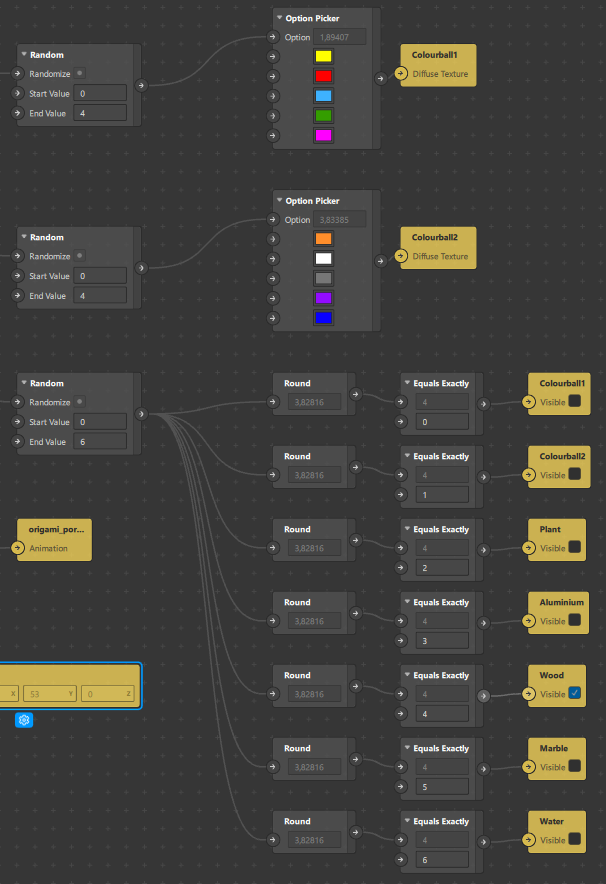 Option Picker
Option 1,89407
Random
Randomize
Start Value 0
End Value 4
Colourball1
Diffuse Texture
Option Picker
Option 3,83385
Random
Randomize
Start Value 0
End Value 4
Colourball2
Diffuse Texture
Random
Randomize
Start Value 0
End Value 6
Round
3,82816
Equals Exactly
4
0
Colourball1
Visible
Round
3,82816
Equals Exactly
4
1
Colourball2
Visible
origami_por...
Animation
Round
3,82816
Equals Exactly
4
2
Plant
Visible
Round
3,82816
Equals Exactly
4
3
Aluminium
Visible
X 53 Y 0 Z
Round
3,82816
Equals Exactly
4
4
Wood
Visible
Round
3,82816
Equals Exactly
4
5
Marble
Visible
Round
3,82816
Equals Exactly
4
6
Water
Visible